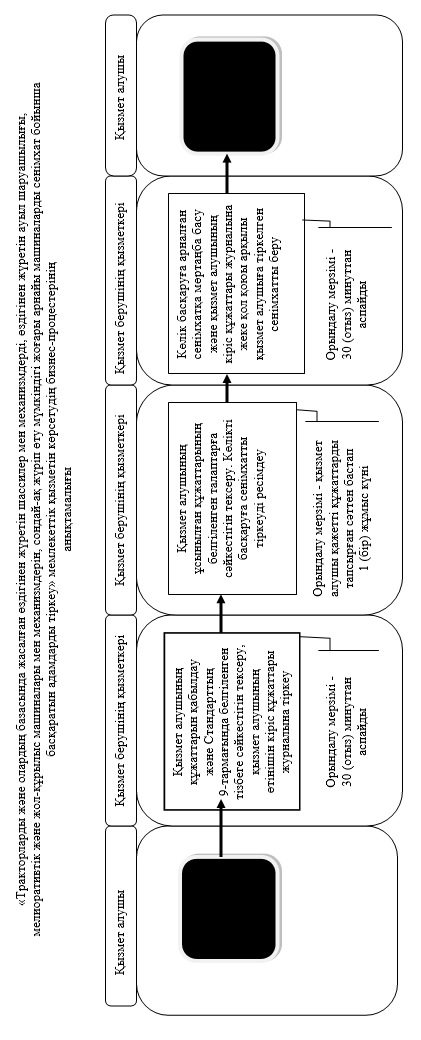 «Тракторларды және олардың базасында жасалған өздігінен жүретін шассилер мен механизмдерді, өздігінен жүретін ауыл шаруашылығы,
мелиоративтік және жол-құрылыс машиналары мен механизмдерін, сондай-ақ жүріп өту мүмкіндігі жоғары арнайы машиналарды сенімхат бойынша
басқаратын адамдарды тіркеу» мемлекеттік қызметін көрсетудің бизнес-процестерінің
анықтамалығы
Қызмет алушы
Қызмет берушінің қызметкері
Қызмет берушінің қызметкері
Қызмет берушінің қызметкері
Қызмет алушы
Қызмет алушының
құжаттарын қабылдау
және Стандарттың
9-тармағында белгіленген
тізбеге сәйкестігін тексеру,
қызмет алушының
өтінішін кіріс құжаттары
журналына тіркеу
Орындалу мерзімі -
30 (отыз) минуттан
аспайды
Қызмет алушының
ұсынылған құжаттарының
белгіленген талаптарға
сәйкестігін тексеру. Көлікті
басқаруға сенімхатты
тіркеуді ресімдеу
Орындалу мерзімі - қызмет
алушы қажетті құжаттарды
тапсырған сәттен бастап
1 (бір) жұмыс күні
Көлік басқаруға арналған
сенімхатқа мөртаңба басу
және қызмет алушының
кіріс құжаттары журналына
жеке қол қоюы арқылы
қызмет алушыға тіркелген
сенімхатты беру
Орындалу мерзімі -
30 (отыз) минуттан
аспайды